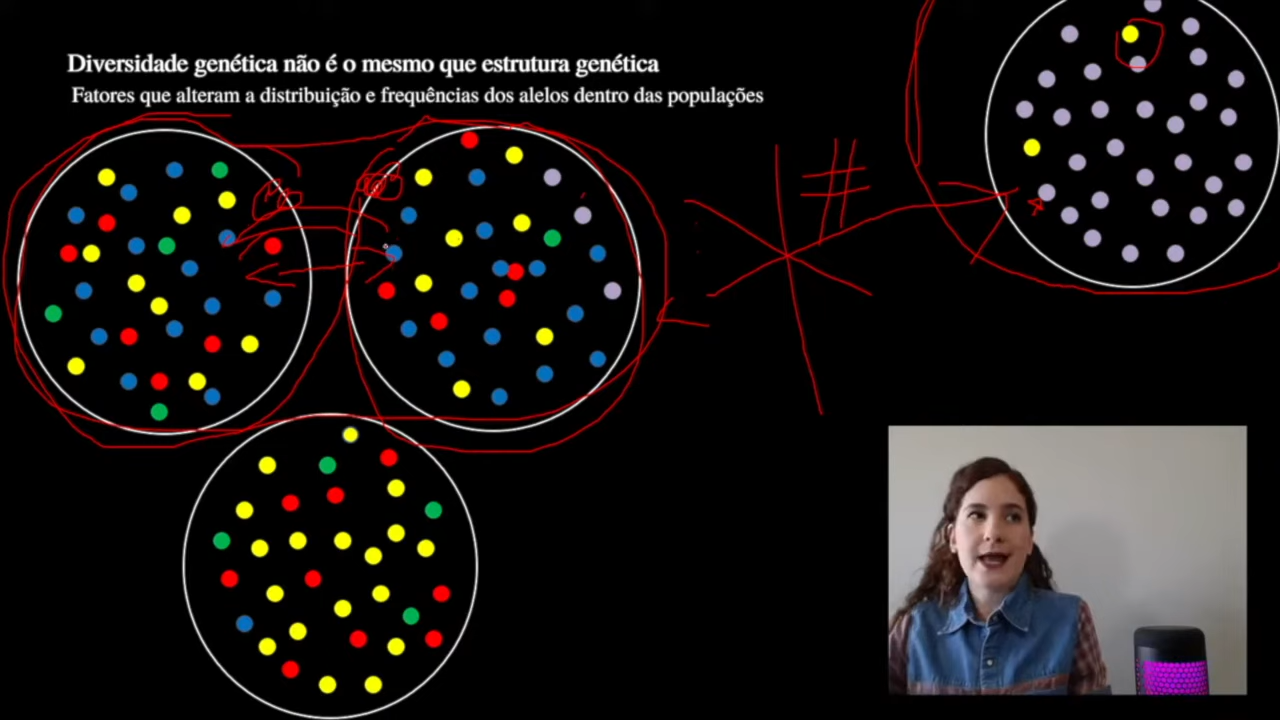 Diversidade genética não é o mesmo que estrutura genética
Fatores que alteram a distribuição e frequências dos alelos dentro das populações